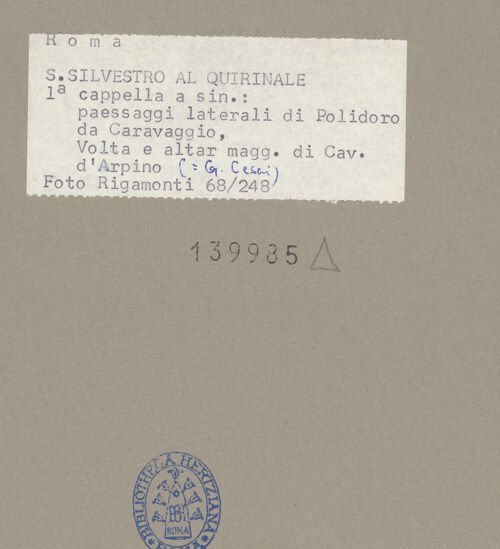 Roma
S.SILVESTRO AL QUIRINALE
1ª cappella a sin.:
paessaggi laterali di Polidoro
da Caravaggio,
Volta e altar magg. di Cav.
d'Arpino (= G. Cesari)
Foto Rigamonti 68/248
139985
BIBLIOTHECA HERTZIANA
BH
ROMA